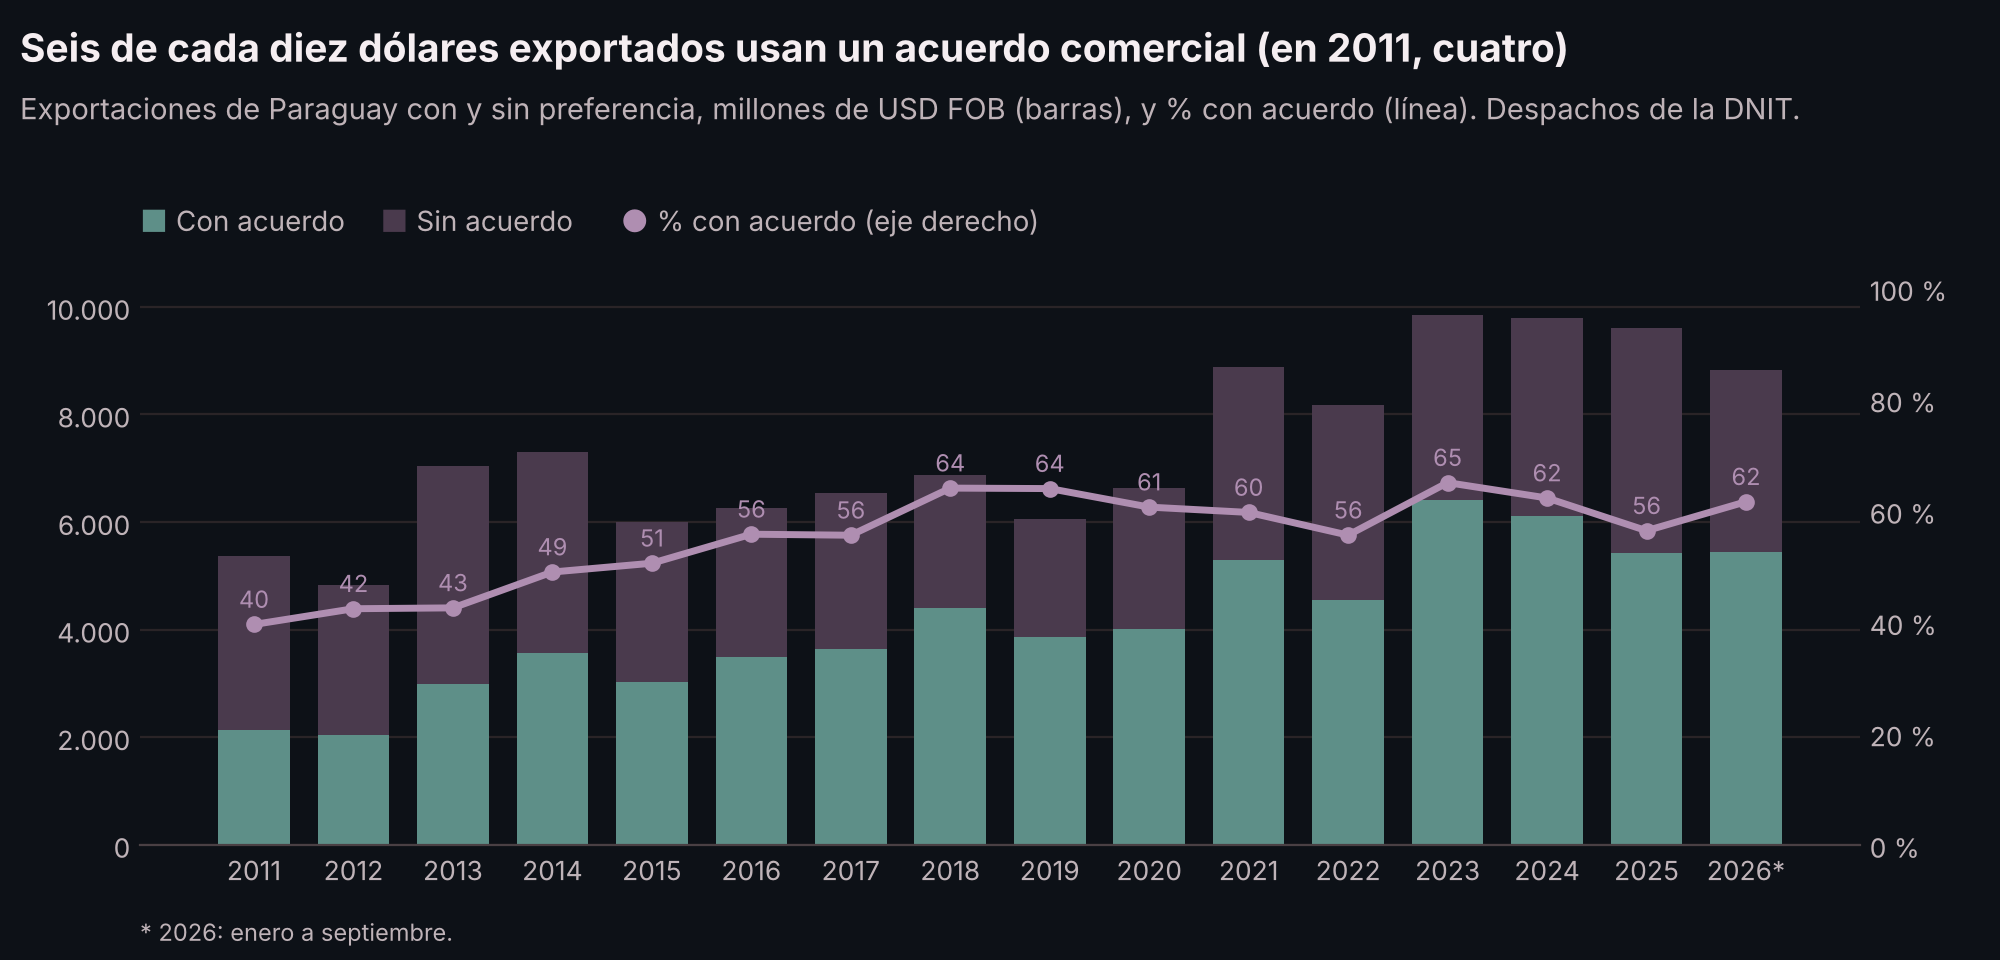 Seis de cada diez dólares exportados usan un acuerdo comercial (en 2011, cuatro)
Exportaciones de Paraguay con y sin preferencia, millones de USD FOB (barras), y % con acuerdo (línea). Despachos de la DNIT.
Con acuerdo Sin acuerdo % con acuerdo (eje derecho)
10.000
8.000
6.000
4.000
2.000
0
100 %
80 %
60 %
40 %
20 %
0 %
40 42 43 49 51 56 56 64 64 61 60 56 65 62 56 62
2011 2012 2013 2014 2015 2016 2017 2018 2019 2020 2021 2022 2023 2024 2025 2026*
* 2026: enero a septiembre.